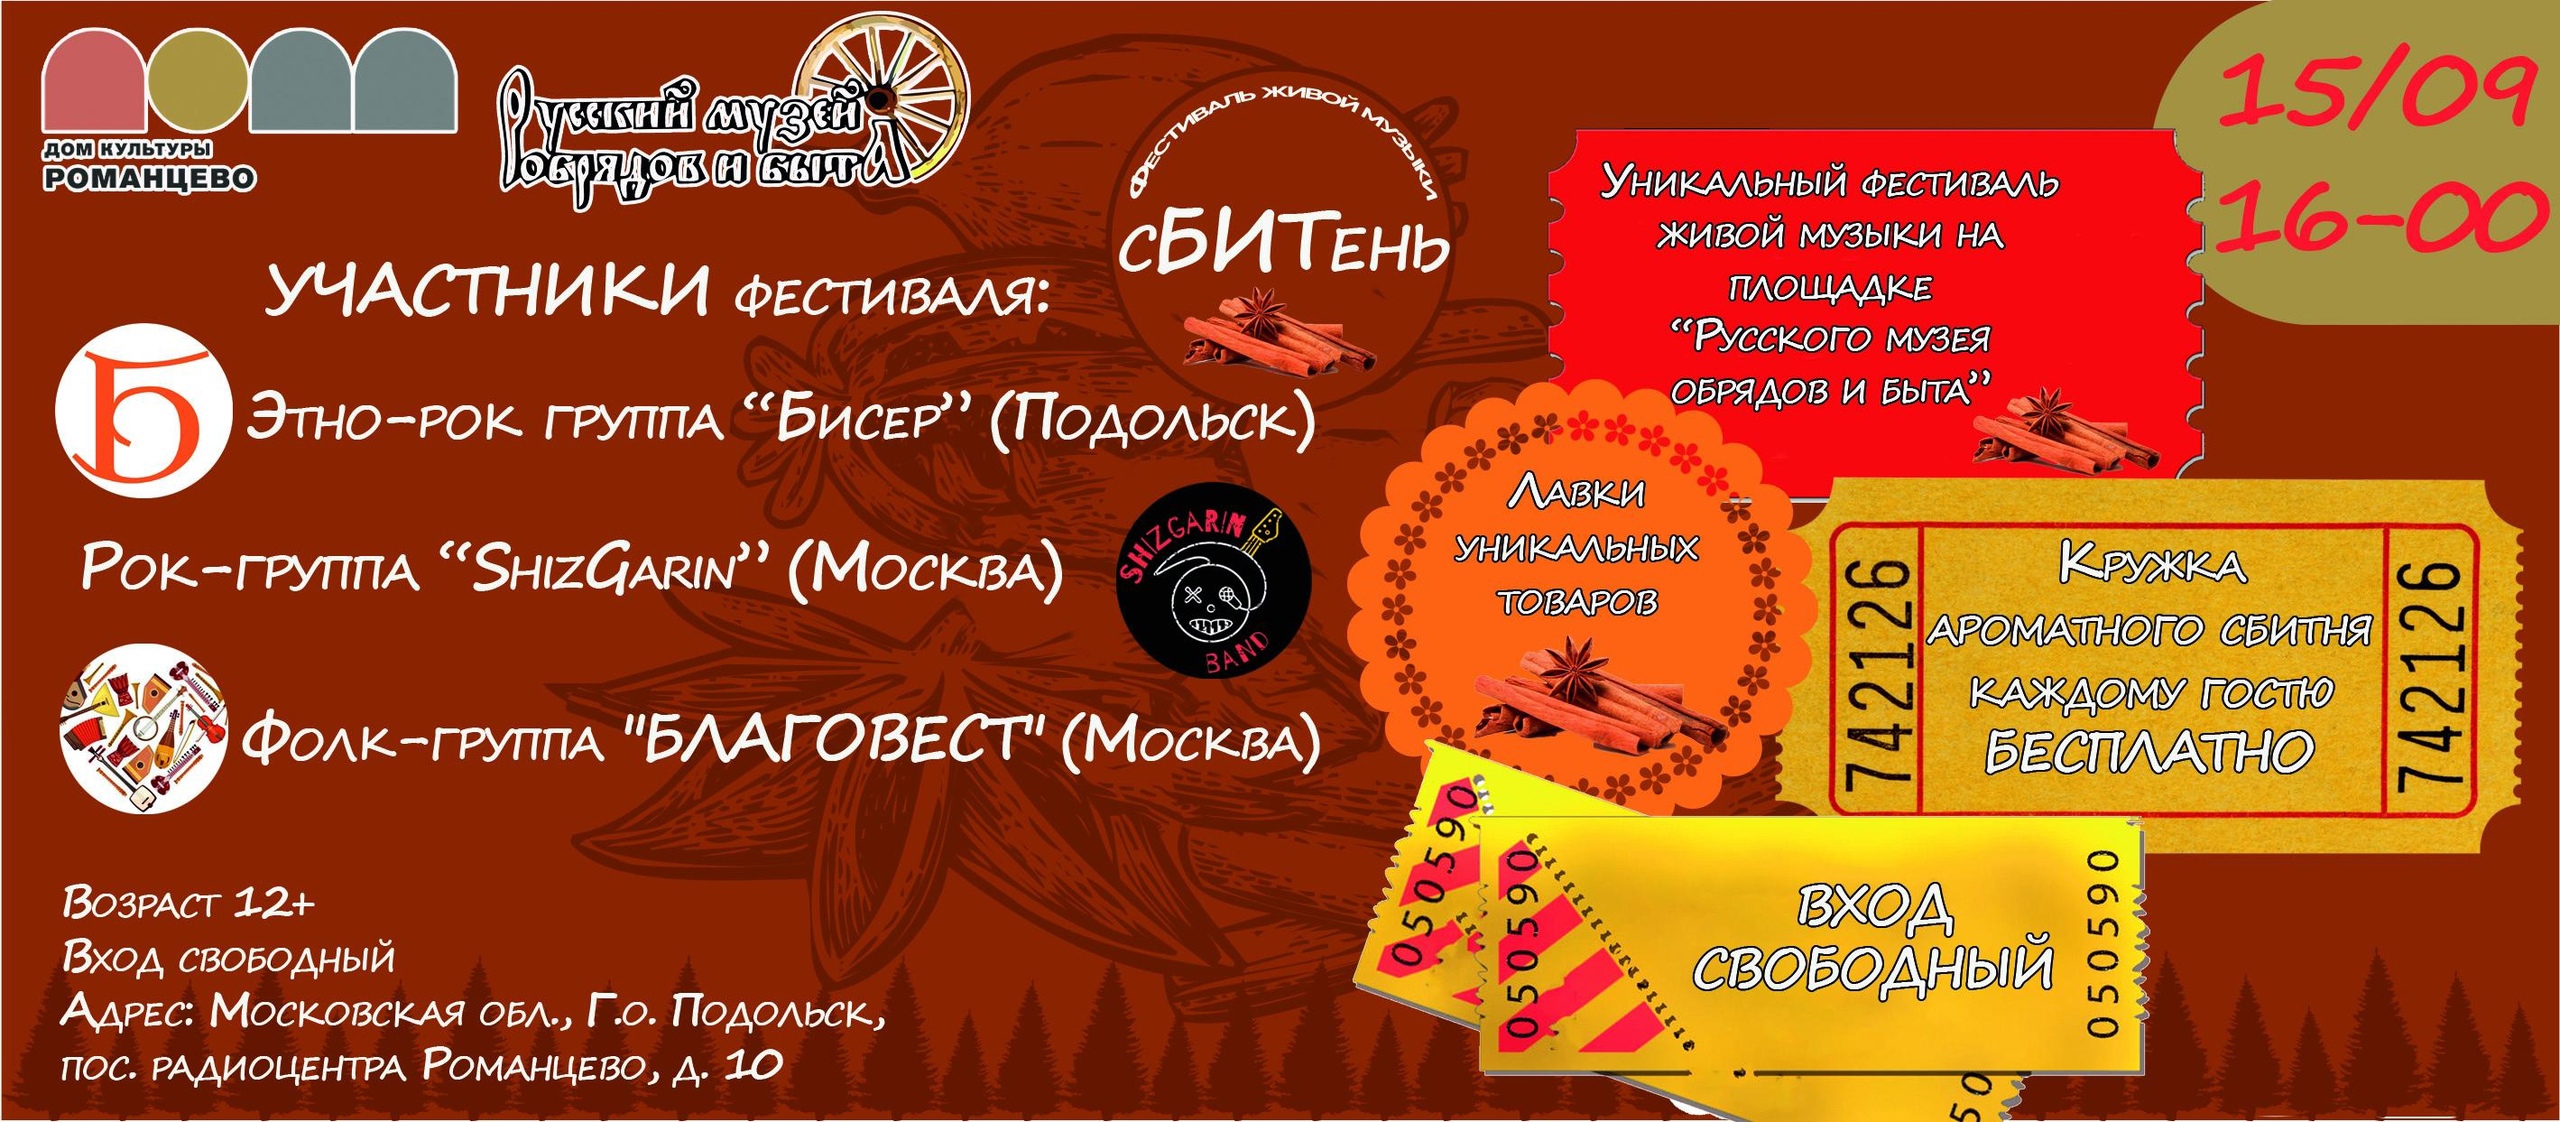 ДОМ КУЛЬТУРЫ
РОМАНЦЕВО
Русский музей
обрядов и быта
Фестиваль живой музыки
сБИТень
15/09
16-00
Участники фестиваля:
Б
Этно-рок группа “Бисер” (Подольск)
Рок-группа “ShizGarin” (Москва)
SHIZGARIN
BAND
Фолк-группа "БЛАГОВЕСТ" (Москва)
Возраст 12+
Вход свободный
Адрес: Московская обл., Г.о. Подольск,
пос. радиоцентра Романцево, д. 10
Уникальный фестиваль
живой музыки на
площадке
“Русского музея
обрядов и быта”
Лавки
уникальных
товаров
742126
Кружка
ароматного сбитня
каждому гостю
БЕСПЛАТНО
742126
050590
050590
ВХОД
СВОБОДНЫЙ
050590
50